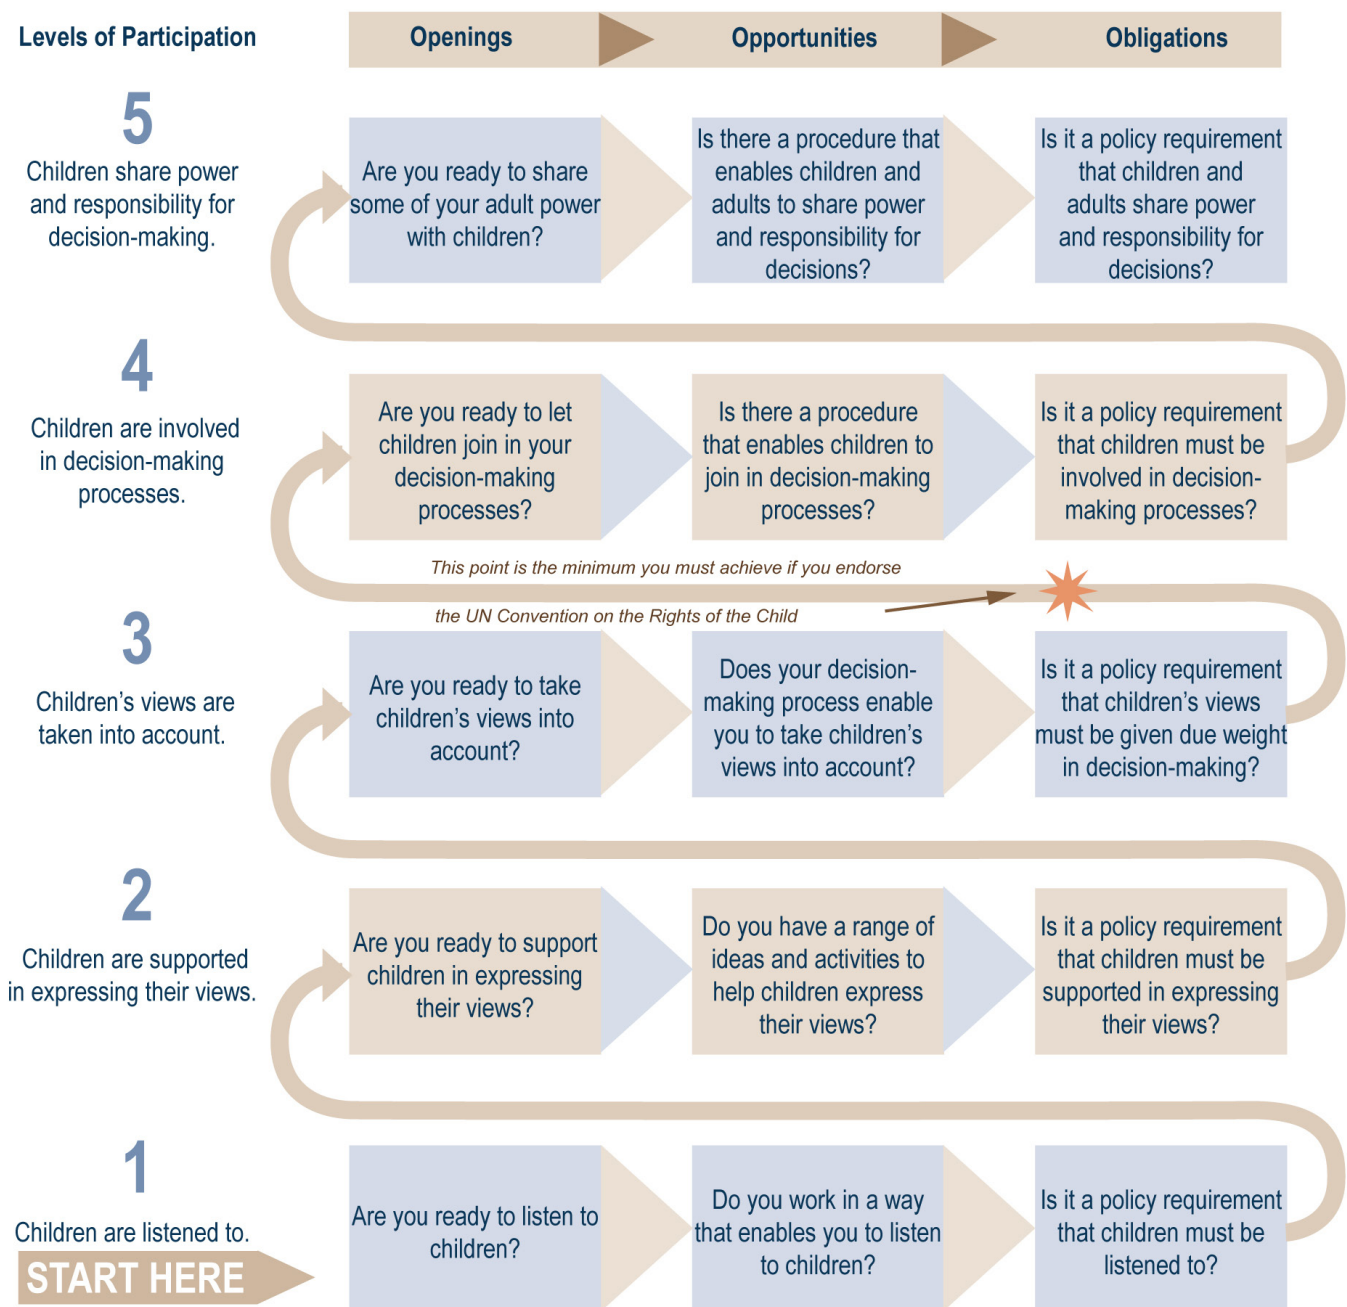 Levels of Participation
Openings
Opportunities
Obligations
5
Children share power
and responsibility for
decision-making.
Are you ready to share
some of your adult power
with children?
Is there a procedure that
enables children and
adults to share power
and responsibility for
decisions?
Is it a policy requirement
that children and
adults share power
and responsibility for
decisions?
4
Children are involved
in decision-making
processes.
Are you ready to let
children join in your
decision-making
processes?
Is there a procedure
that enables children to
join in decision-making
processes?
Is it a policy requirement
that children must be
involved in decision-
making processes?
This point is the minimum you must achieve if you endorse
the UN Convention on the Rights of the Child
3
Children’s views are
taken into account.
Are you ready to take
children’s views into
account?
Does your decision-
making process enable
you to take children’s
views into account?
Is it a policy requirement
that children’s views
must be given due weight
in decision-making?
2
Children are supported
in expressing their views.
Are you ready to support
children in expressing
their views?
Do you have a range of
ideas and activities to
help children express
their views?
Is it a policy requirement
that children must be
supported in expressing
their views?
1
Children are listened to.
START HERE
Are you ready to listen to
children?
Do you work in a way
that enables you to listen
to children?
Is it a policy requirement
that children must be
listened to?